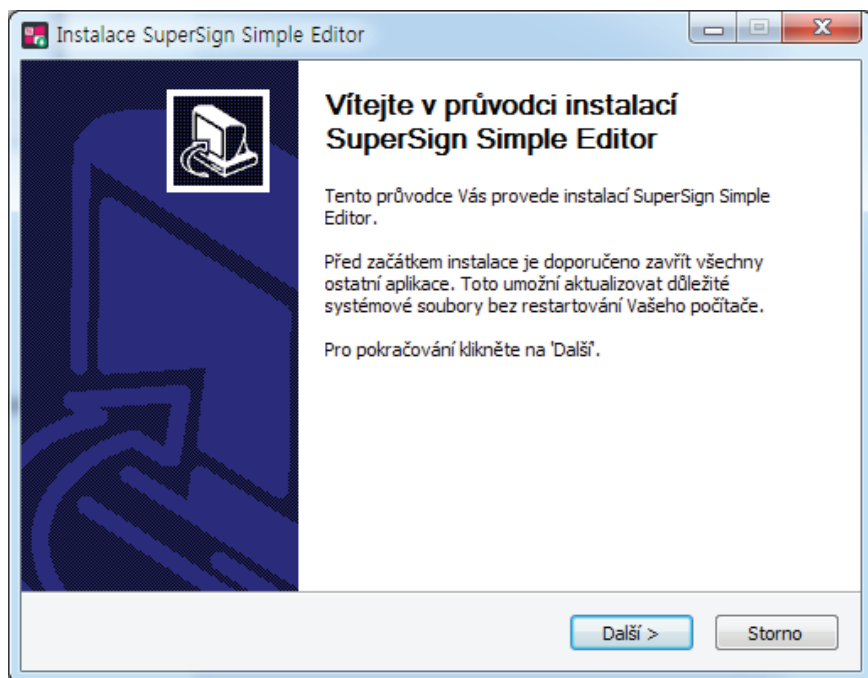 Instalace SuperSign Simple Editor
Vítejte v průvodci instalací
SuperSign Simple Editor
Tento průvodce Vás provede instalací SuperSign Simple
Editor.
Před začátkem instalace je doporučeno zavřít všechny
ostatní aplikace. Toto umožní aktualizovat důležité
systémové soubory bez restartování Vašeho počítače.
Pro pokračování klikněte na 'Další'.
Další >
Storno